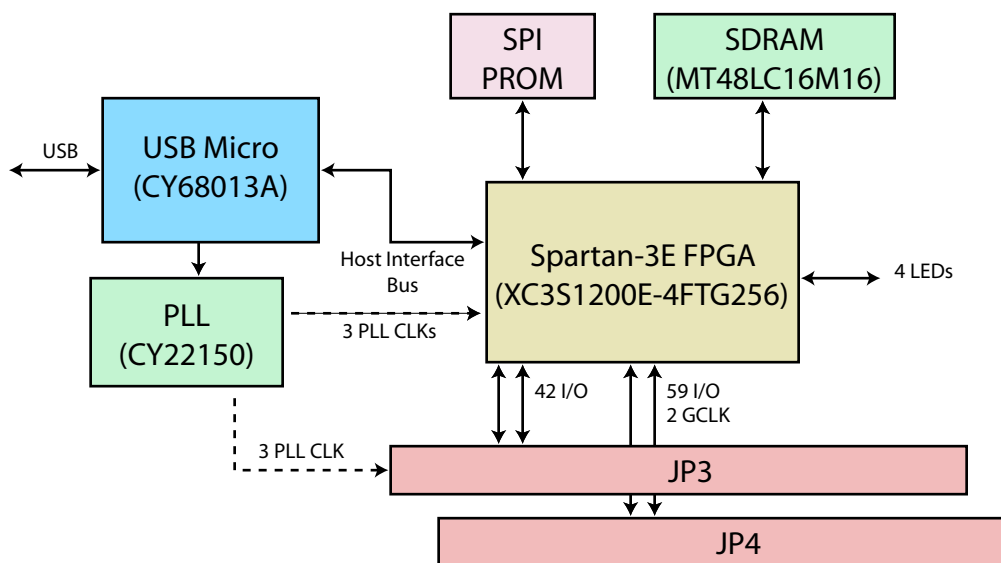 SPI
PROM
SDRAM
(MT48LC16M16)
USB
USB Micro
(CY68013A)
Host Interface
Bus
Spartan-3E FPGA
(XC3S1200E-4FTG256)
4 LEDs
PLL
(CY22150)
3 PLL CLKs
42 I/O
59 I/O
2 GCLK
3 PLL CLK
JP3
JP4